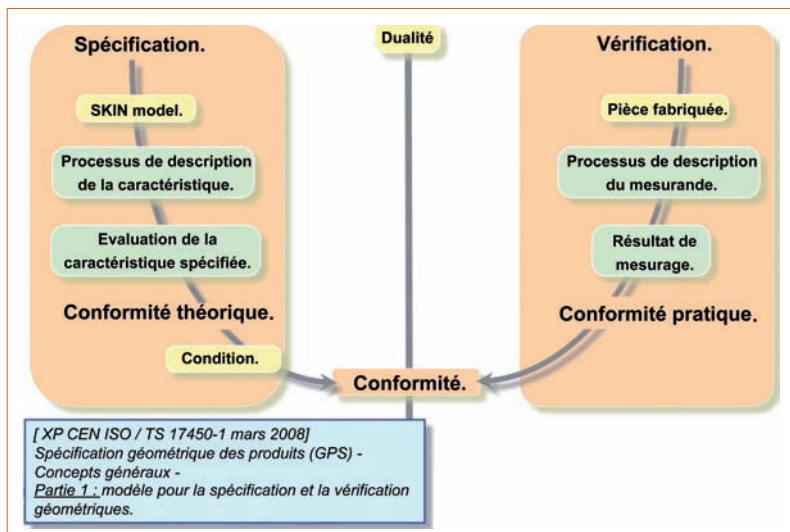 Spécification.
SKIN model.
Processus de description
de la caractéristique.
Evaluation de la
caractéristique spécifiée.
Conformité théorique.
Condition.
Dualité
Conformité.
Vérification.
Pièce fabriquée.
Processus de description
du mesurande.
Résultat de
mesurage.
Conformité pratique.
[ XP CEN ISO / TS 17450-1 mars 2008]
Spécification géométrique des produits (GPS) -
Concepts généraux -
Partie 1 : modèle pour la spécification et la vérification
géométriques.